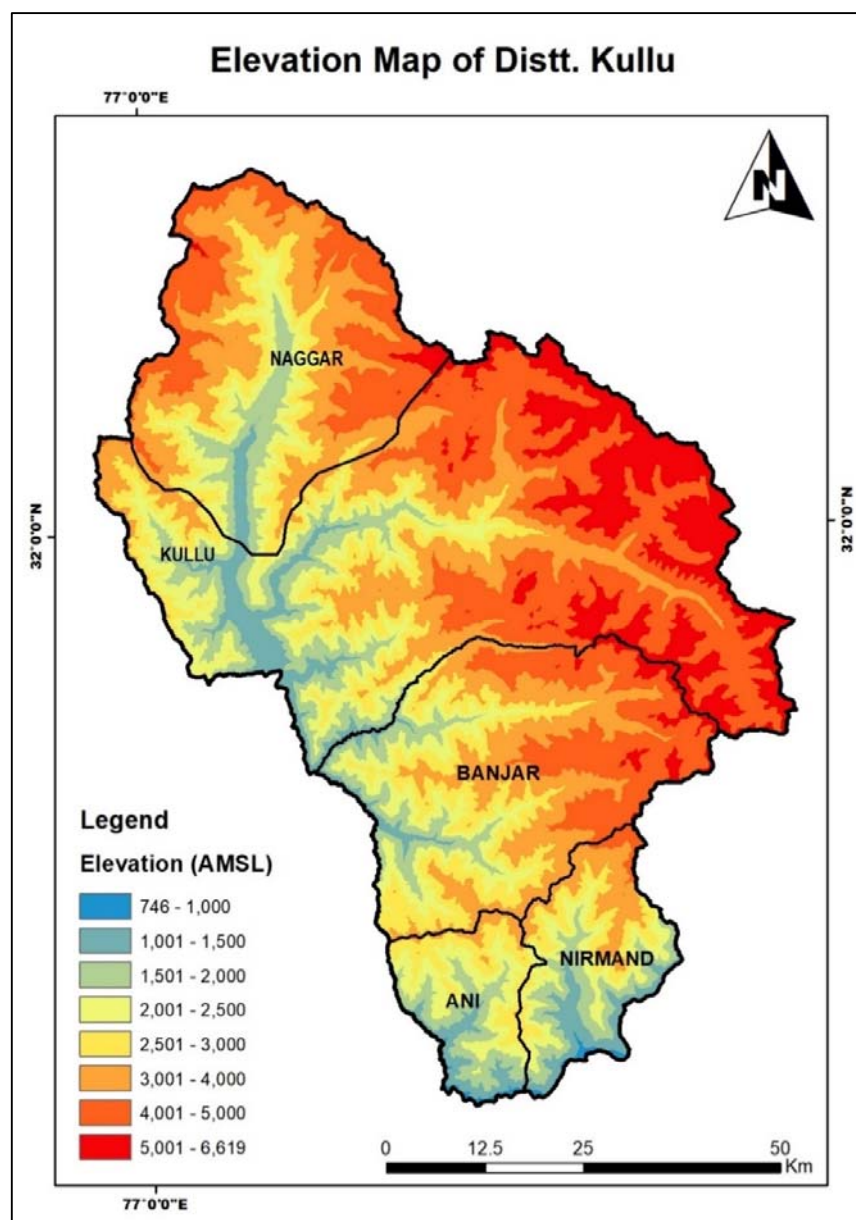 Elevation Map of Distt. Kullu
77°0'0"E
N
NAGGAR
32°0'0"N
32°0'0"N
KULLU
BANJAR
Legend
Elevation (AMSL)
746 - 1,000
1,001 - 1,500
1,501 - 2,000
2,001 - 2,500
2,501 - 3,000
3,001 - 4,000
4,001 - 5,000
5,001 - 6,619
NIRMAND
ANI
0 12.5 25 50
Km
77°0'0"E